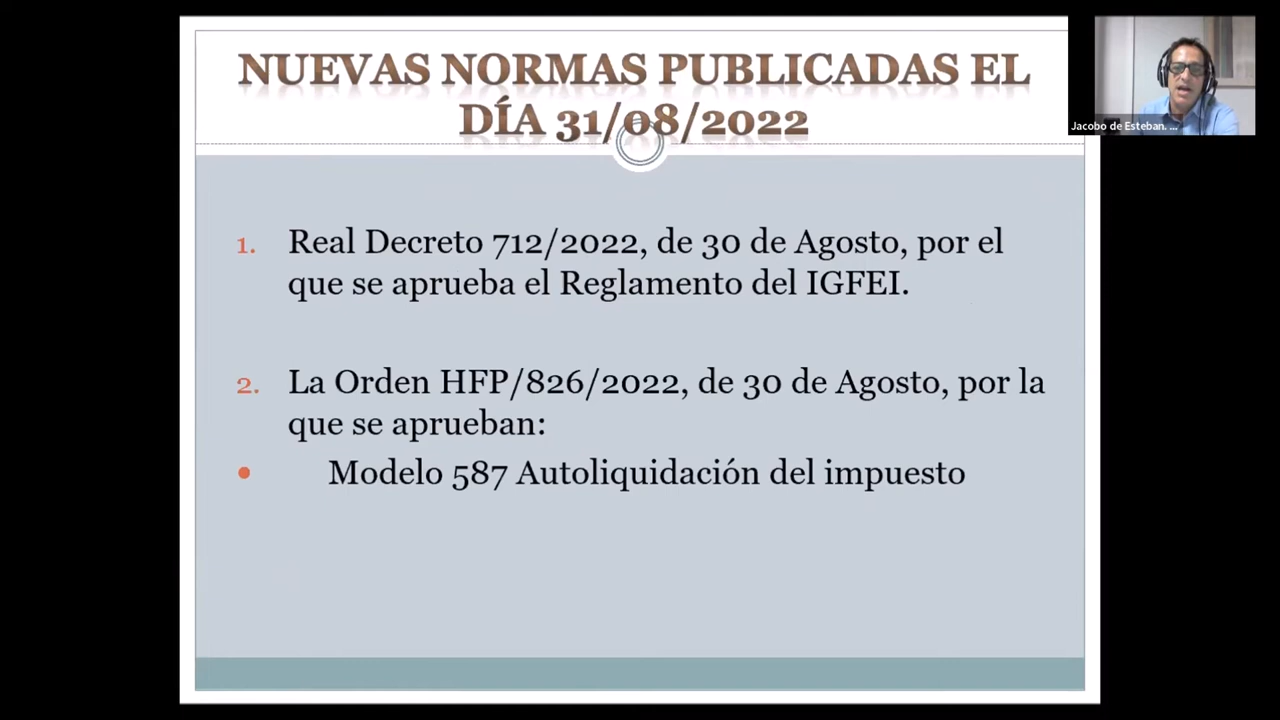 NUEVAS NORMAS PUBLICADAS EL
DÍA 31/08/2022
Jacobo de Esteban. ...
1. Real Decreto 712/2022, de 30 de Agosto, por el
que se aprueba el Reglamento del IGFEI.
2. La Orden HFP/826/2022, de 30 de Agosto, por la
que se aprueban:
• Modelo 587 Autoliquidación del impuesto